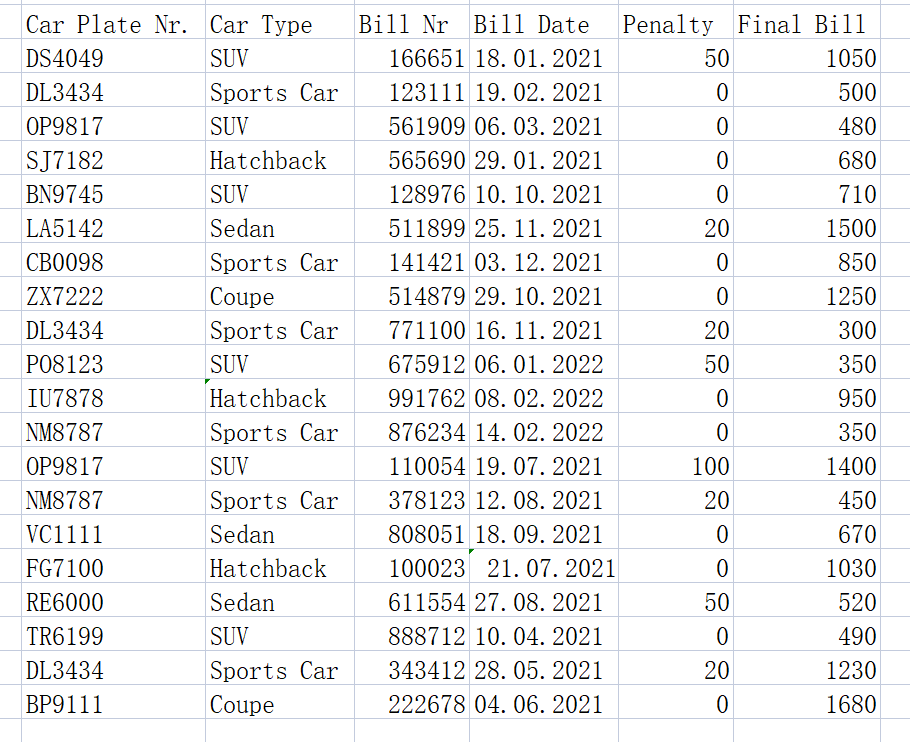 Car Plate Nr. Car Type Bill Nr Bill Date Penalty Final Bill
DS4049 SUV 166651 18.01.2021 50 1050
DL3434 Sports Car 123111 19.02.2021 0 500
OP9817 SUV 561909 06.03.2021 0 480
SJ7182 Hatchback 565690 29.01.2021 0 680
BN9745 SUV 128976 10.10.2021 0 710
LA5142 Sedan 511899 25.11.2021 20 1500
CB0098 Sports Car 141421 03.12.2021 0 850
ZX7222 Coupe 514879 29.10.2021 0 1250
DL3434 Sports Car 771100 16.11.2021 20 300
PO8123 SUV 675912 06.01.2022 50 350
IU7878 Hatchback 991762 08.02.2022 0 950
NM8787 Sports Car 876234 14.02.2022 0 350
OP9817 SUV 110054 19.07.2021 100 1400
NM8787 Sports Car 378123 12.08.2021 20 450
VC1111 Sedan 808051 18.09.2021 0 670
FG7100 Hatchback 100023 21.07.2021 0 1030
RE6000 Sedan 611554 27.08.2021 50 520
TR6199 SUV 888712 10.04.2021 0 490
DL3434 Sports Car 343412 28.05.2021 20 1230
BP9111 Coupe 222678 04.06.2021 0 1680